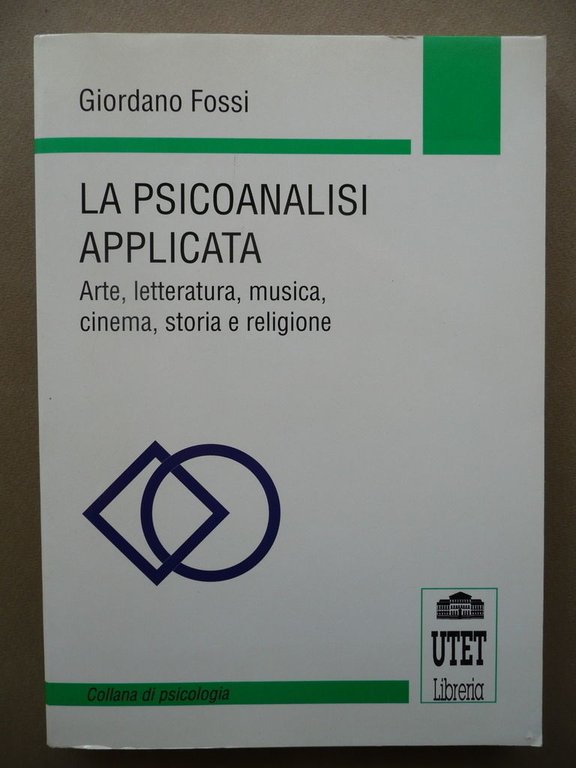 Giordano Fossi
LA PSICOANALISI
APPLICATA
Arte, letteratura, musica,
cinema, storia e religione
UTET
Libreria
Collana di psicologia